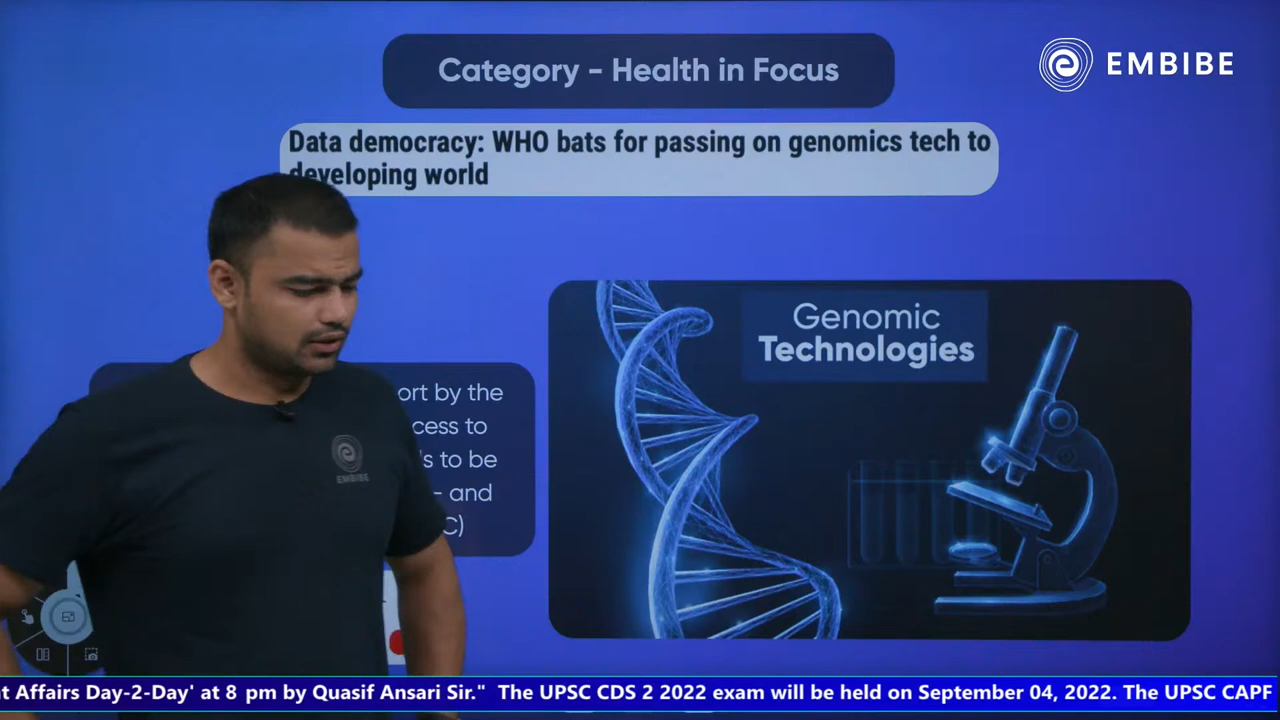 Category - Health in Focus
EMBIBE
Data democracy: WHO bats for passing on genomics tech to
developing world
Genomic
Technologies
ort by the
cess to
's to be
- and
C)
EMBIBE
t Affairs Day-2-Day' at 8 pm by Quasif Ansari Sir." The UPSC CDS 2 2022 exam will be held on September 04, 2022. The UPSC CAPF